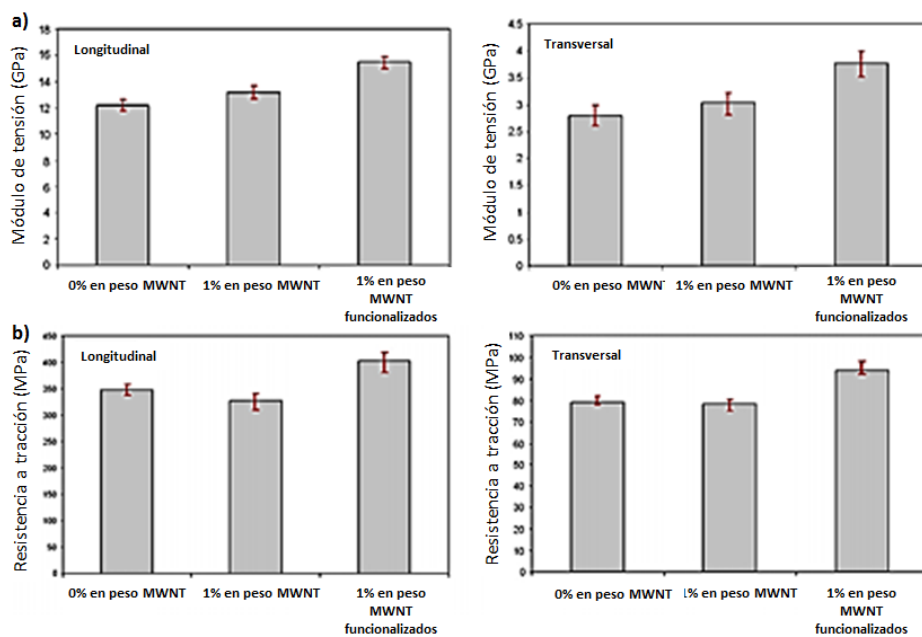 a)
Longitudinal
Módulo de tensión (GPa)
18
16
14
12
10
8
6
4
2
0
0% en peso MWNT
1% en peso MWNT
1% en peso
MWNT
funcionalizados
Transversal
Módulo de tensión (GPa)
4.5
4
3.5
3
2.5
2
1.5
1
0.5
0
0% en peso MWNT
1% en peso MWNT
1% en peso
MWNT
funcionalizados
b)
Longitudinal
Resistencia a tracción (MPa)
450
400
350
300
250
200
150
100
50
0
0% en peso MWNT
1% en peso MWNT
1% en peso
MWNT
funcionalizados
Transversal
Resistencia a tracción (MPa)
110
100
90
80
70
60
50
40
30
20
10
0
0% en peso MWNT
1% en peso MWNT
1% en peso
MWNT
funcionalizados